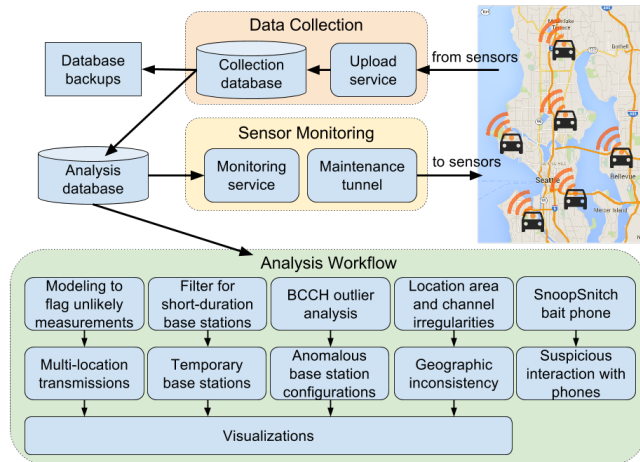 Data Collection
Database
backups
Collection
database
Upload
service
from sensors
Sensor Monitoring
Analysis
database
Monitoring
service
Maintenance
tunnel
to sensors
Bothell
Seattle
Bellevue
Mercer Island
Analysis Workflow
Modeling to
flag unlikely
measurements
Filter for
short-duration
base stations
BCCH outlier
analysis
Location area
and channel
irregularities
SnoopSnitch
bait phone
Multi-location
transmissions
Temporary
base stations
Anomalous
base station
configurations
Geographic
inconsistency
Suspicious
interaction with
phones
Visualizations